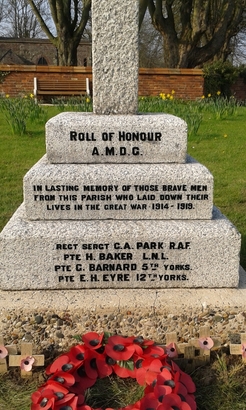 ROLL OF HONOUR
A.M.D.G.
IN LASTING MEMORY OF THOSE BRAVE MEN
FROM THIS PARISH WHO LAID DOWN THEIR
LIVES IN THE GREAT WAR · 1914 - 1919.
REGT SERGT G.A. PARK R.A.F.
PTE H. BAKER L.N.L.
PTE G. BARNARD 5TH YORKS.
PTE E.H. EYRE 12TH YORKS.